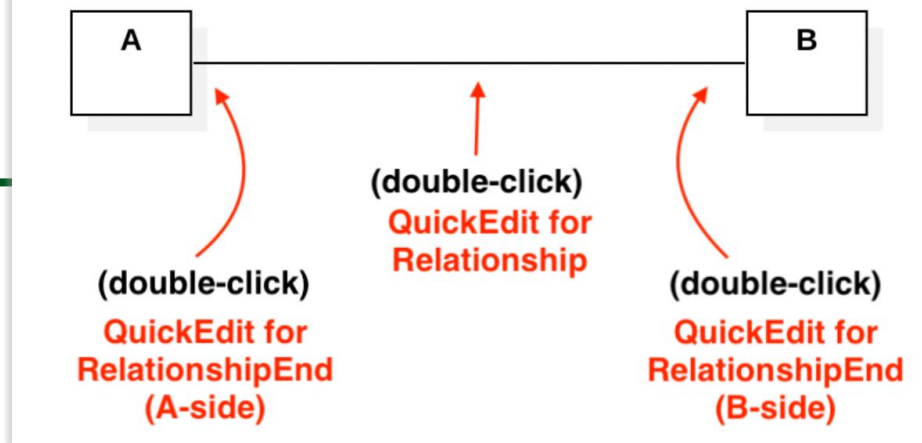 A
B
(double-click)
QuickEdit for
Relationship
(double-click)
QuickEdit for
RelationshipEnd
(A-side)
(double-click)
QuickEdit for
RelationshipEnd
(B-side)